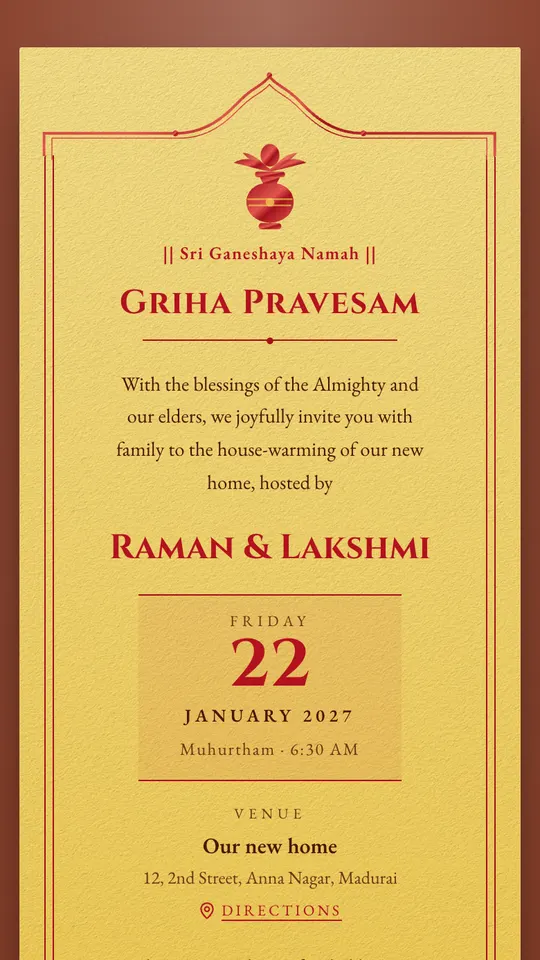 || Sri Ganeshaya Namah ||
Griha Pravesam
With the blessings of the Almighty and
our elders, we joyfully invite you with
family to the house-warming of our new
home, hosted by
Raman & Lakshmi
FRIDAY
22
JANUARY 2027
Muhurtham · 6:30 AM
VENUE
Our new home
12, 2nd Street, Anna Nagar, Madurai
DIRECTIONS